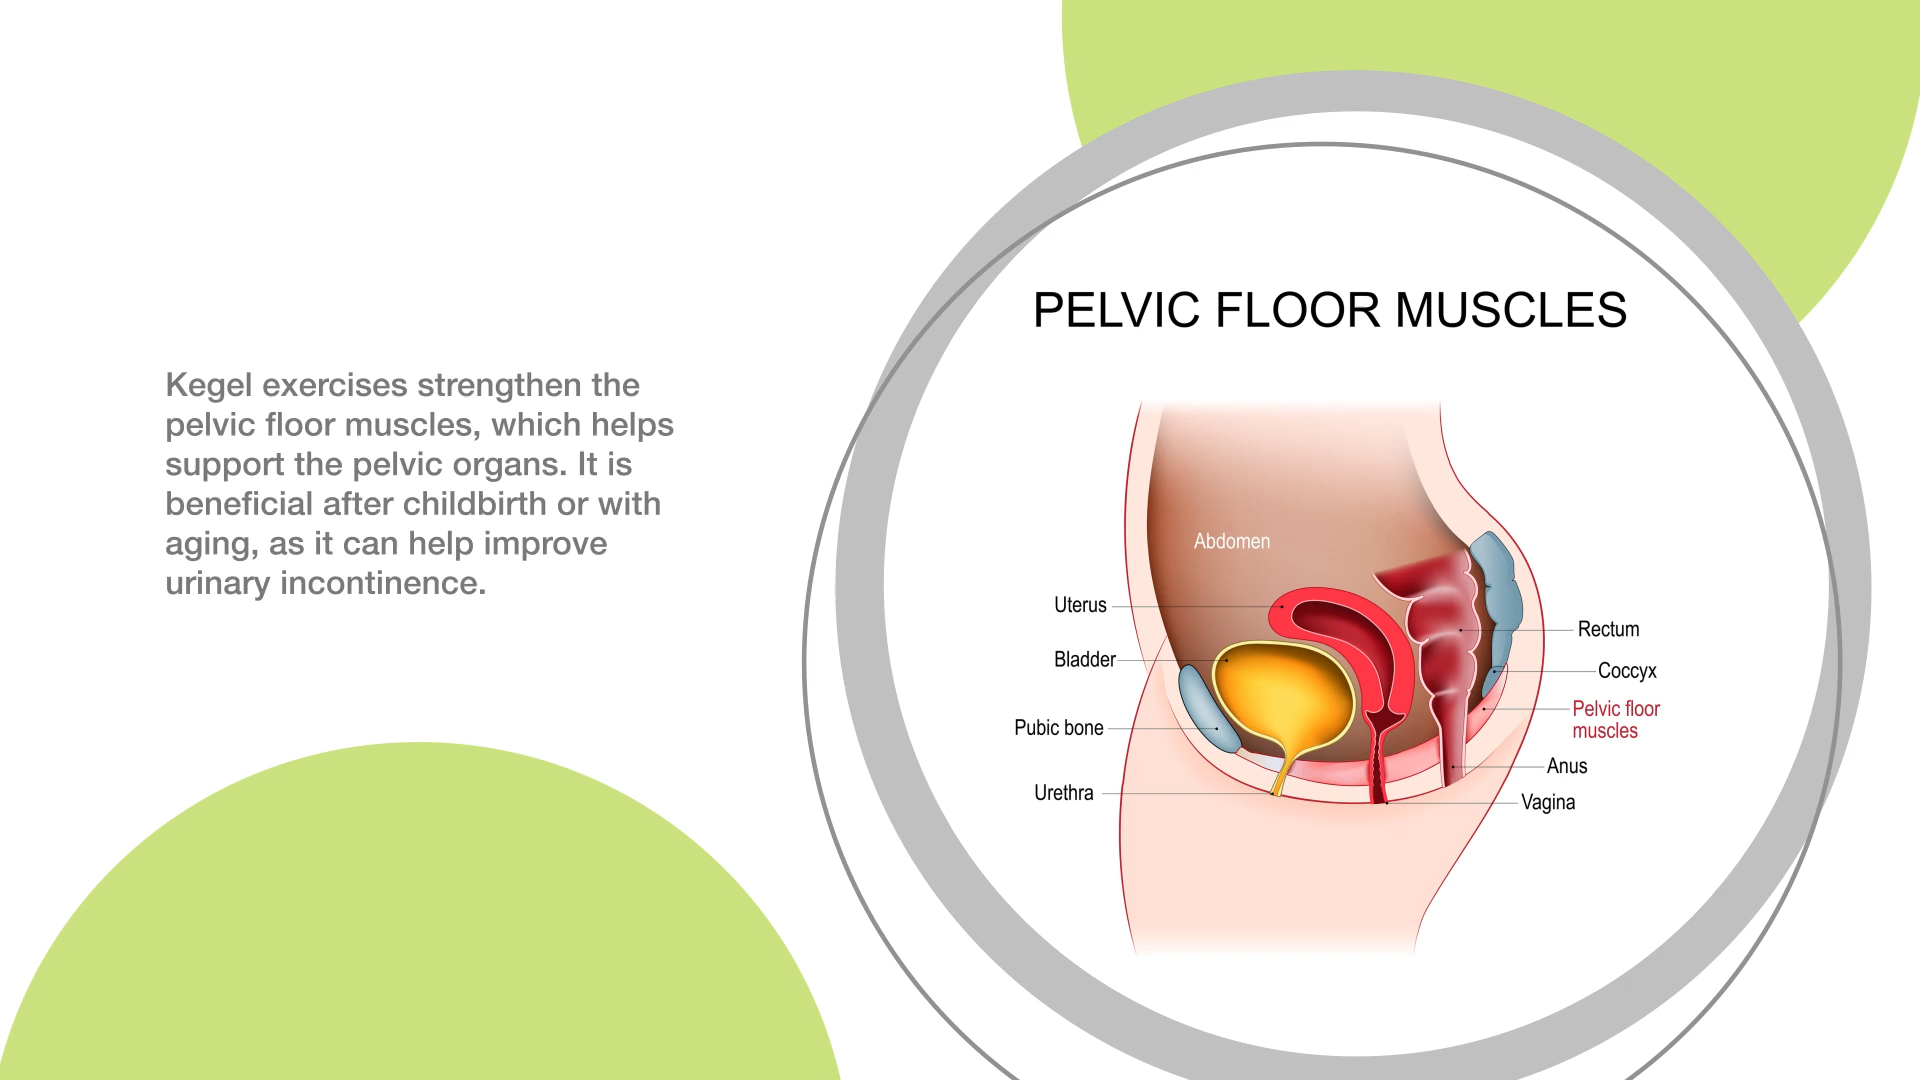 Kegel exercises strengthen the
pelvic floor muscles, which helps
support the pelvic organs. It is
beneficial after childbirth or with
aging, as it can help improve
urinary incontinence.
PELVIC FLOOR MUSCLES
Abdomen
Uterus
Bladder
Pubic bone
Urethra
Rectum
Coccyx
Pelvic floor
muscles
Anus
Vagina